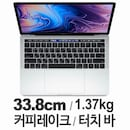 33.8cm / 1.37kg
커피레이크 / 터치 바